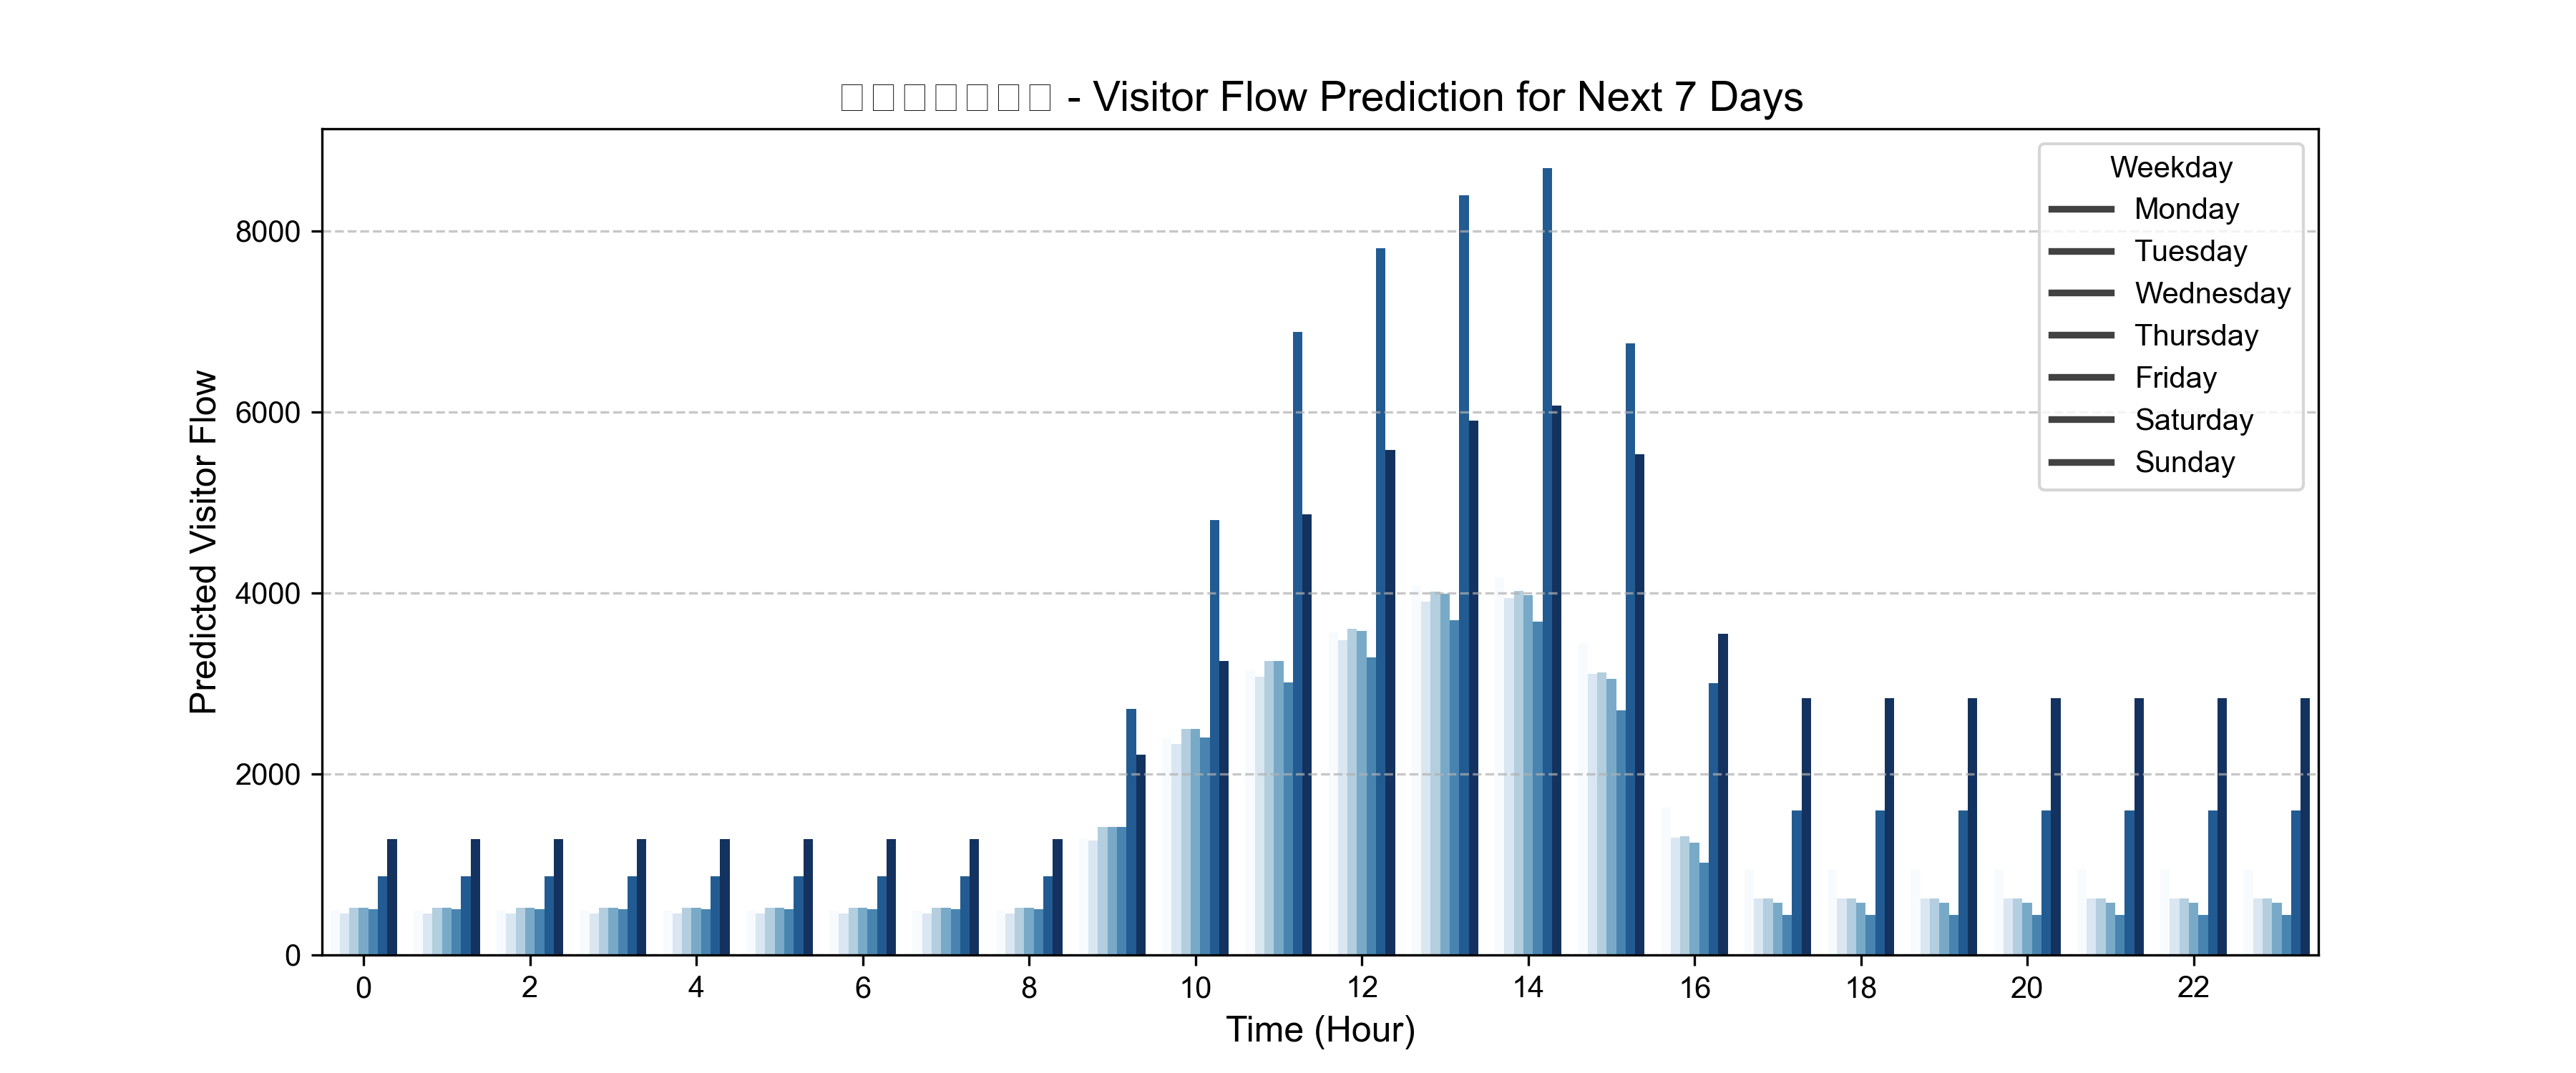 - Visitor Flow Prediction for Next 7 Days
Weekday
Monday
Tuesday
Wednesday
Thursday
Friday
Saturday
Sunday
Predicted Visitor Flow
8000
6000
4000
2000
0
0 2 4 6 8 10 12 14 16 18 20 22
Time (Hour)